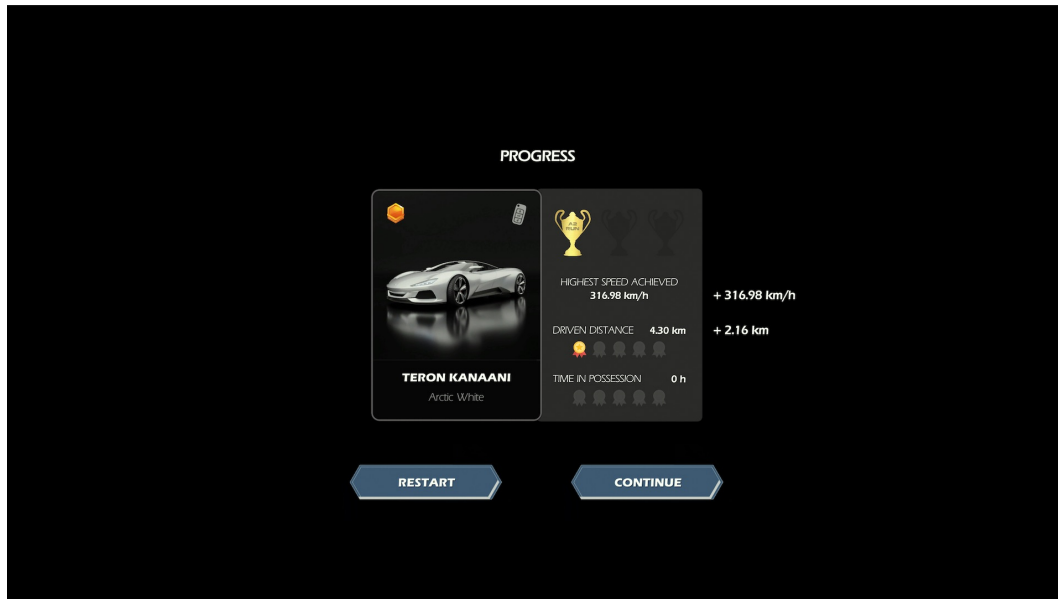 PROGRESS
HIGHEST SPEED ACHIEVED
316.98 km/h
+ 316.98 km/h
DRIVEN DISTANCE 4.30 km
+ 2.16 km
TIME IN POSSESSION 0 h
TERON KANAANI
Arctic White
RESTART
CONTINUE